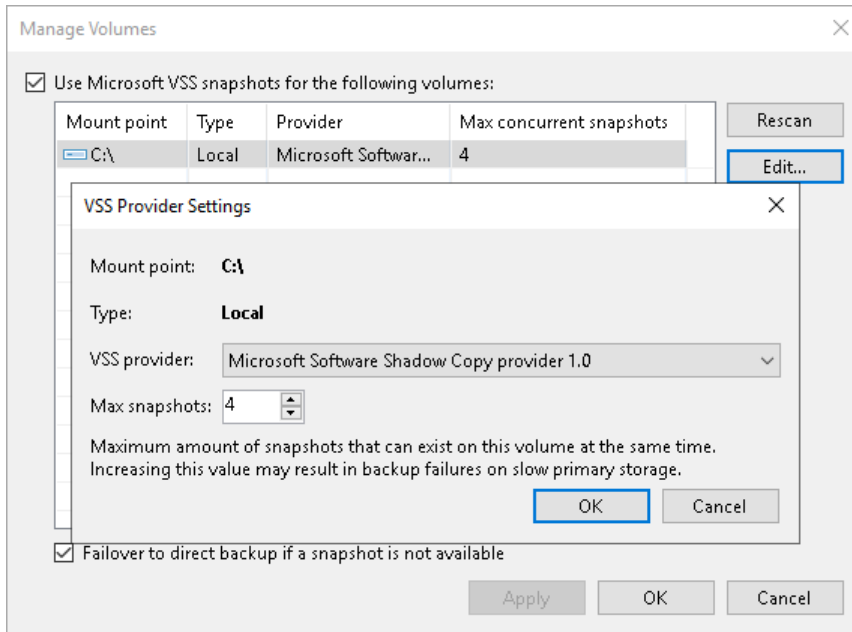 Manage Volumes
Use Microsoft VSS snapshots for the following volumes:
Mount point Type Provider Max concurrent snapshots
C:\ Local Microsoft Softwar... 4
Rescan
Edit...
VSS Provider Settings
Mount point: C:\
Type: Local
VSS provider: Microsoft Software Shadow Copy provider 1.0
Max snapshots: 4
Maximum amount of snapshots that can exist on this volume at the same time.
Increasing this value may result in backup failures on slow primary storage.
OK Cancel
Failover to direct backup if a snapshot is not available
Apply OK Cancel